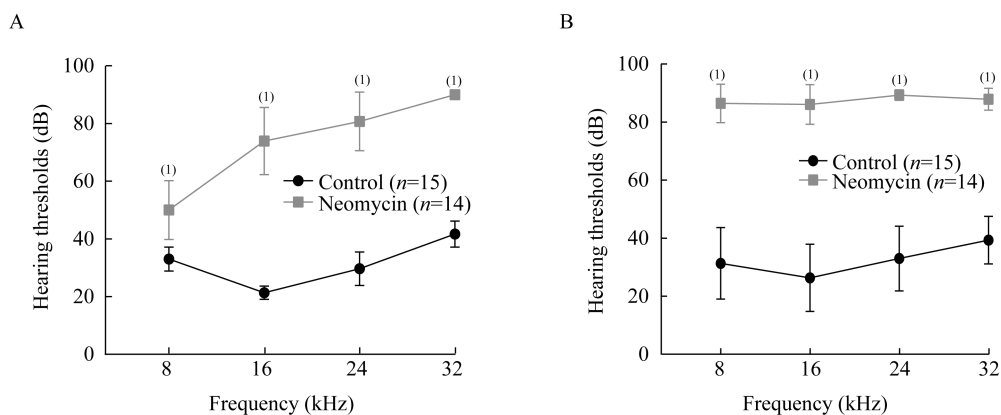 A
Hearing thresholds (dB)
100
80
60
40
20
0
(1)
(1)
(1)
(1)
Control (n=15)
Neomycin (n=14)
8
16
24
32
Frequency (kHz)
B
Hearing thresholds (dB)
100
80
60
40
20
0
(1)
(1)
(1)
(1)
Control (n=15)
Neomycin (n=14)
8
16
24
32
Frequency (kHz)